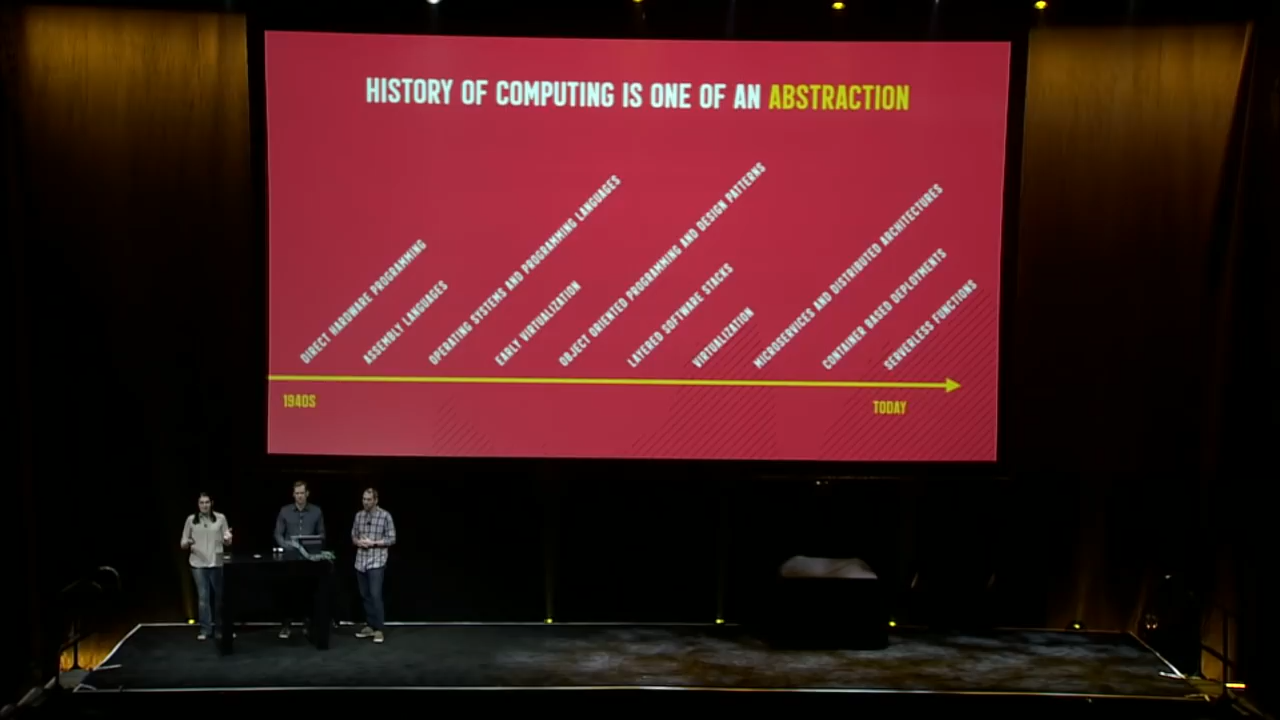 HISTORY OF COMPUTING IS ONE OF AN ABSTRACTION
DIRECT HARDWARE PROGRAMMING
ASSEMBLY LANGUAGES
OPERATING SYSTEMS AND PROGRAMMING LANGUAGES
EARLY VIRTUALIZATION
OBJECT ORIENTED PROGRAMMING AND DESIGN PATTERNS
LAYERED SOFTWARE STACKS
VIRTUALIZATION
MICROSERVICES AND DISTRIBUTED ARCHITECTURES
CONTAINER BASED DEPLOYMENTS
SERVERLESS FUNCTIONS
1940S
TODAY